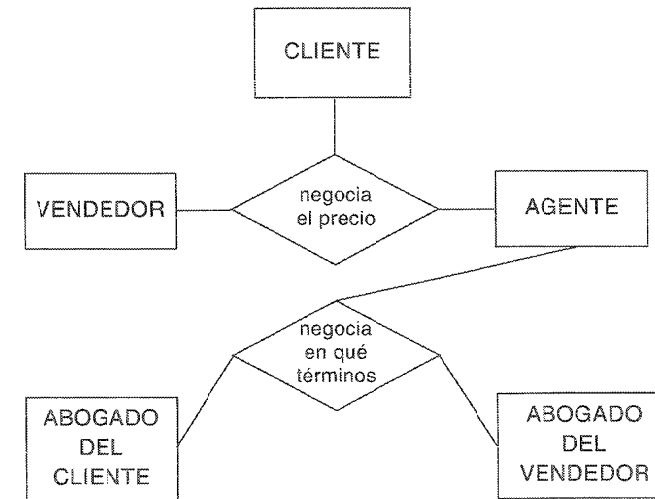 CLIENTE
VENDEDOR
negocia
el precio
AGENTE
negocia
en qué
términos
ABOGADO
DEL
CLIENTE
ABOGADO
DEL
VENDEDOR